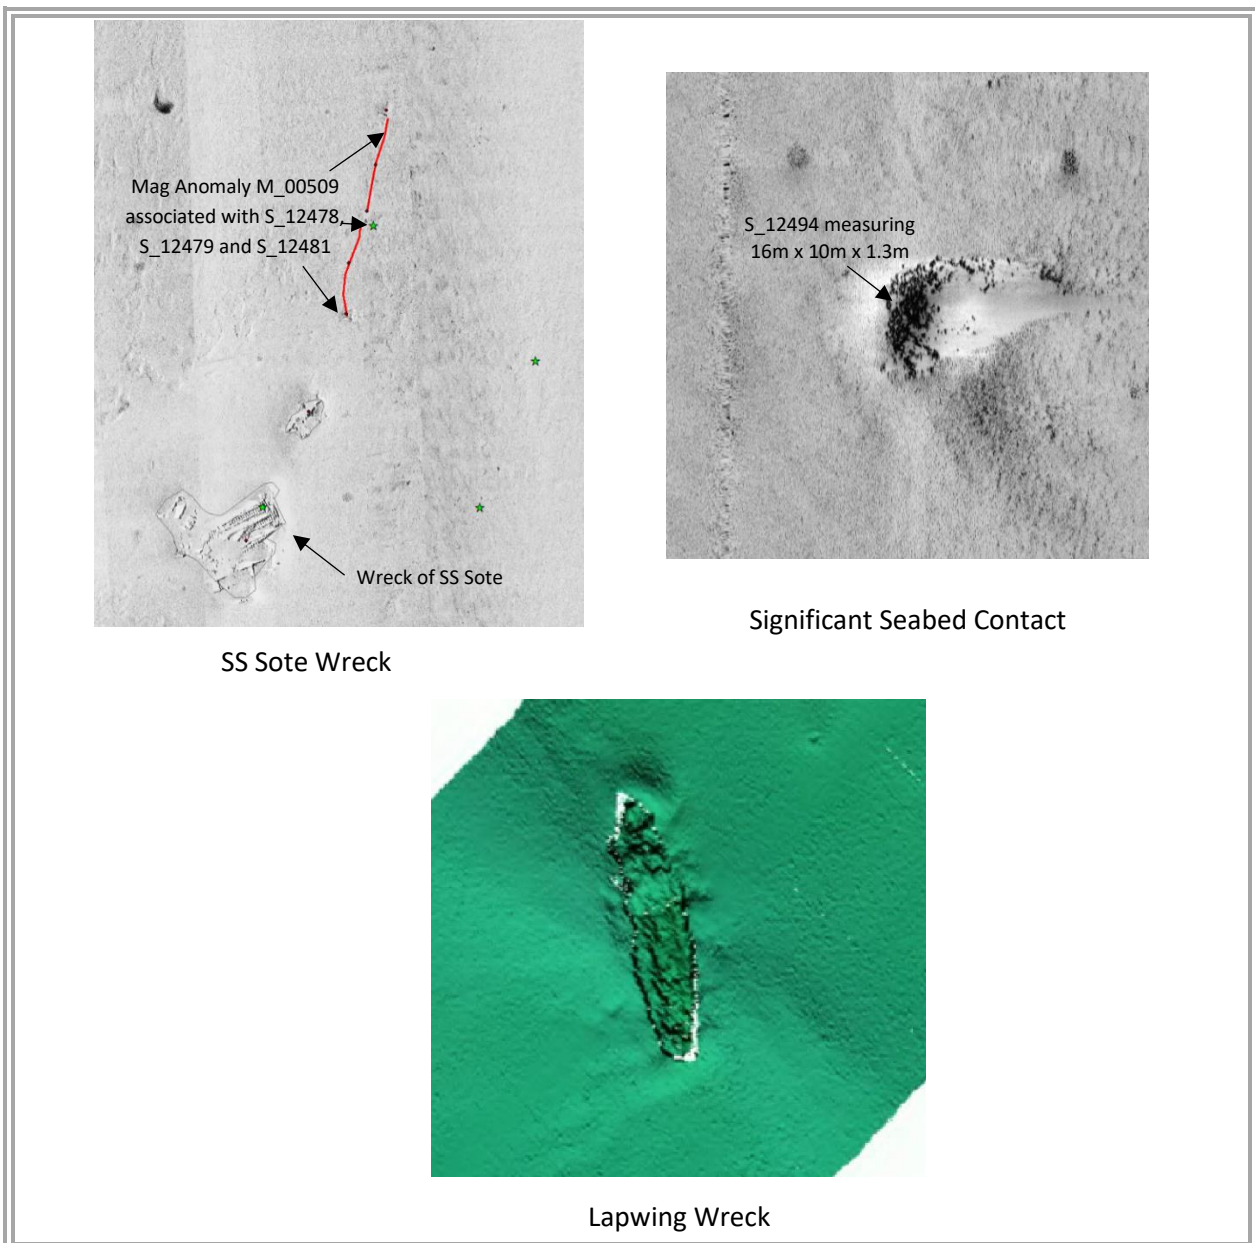 Mag Anomaly M_00509
associated with S_12478,
S_12479 and S_12481
Wreck of SS Sote
SS Sote Wreck
S_12494 measuring
16m x 10m x 1.3m
Significant Seabed Contact
Lapwing Wreck